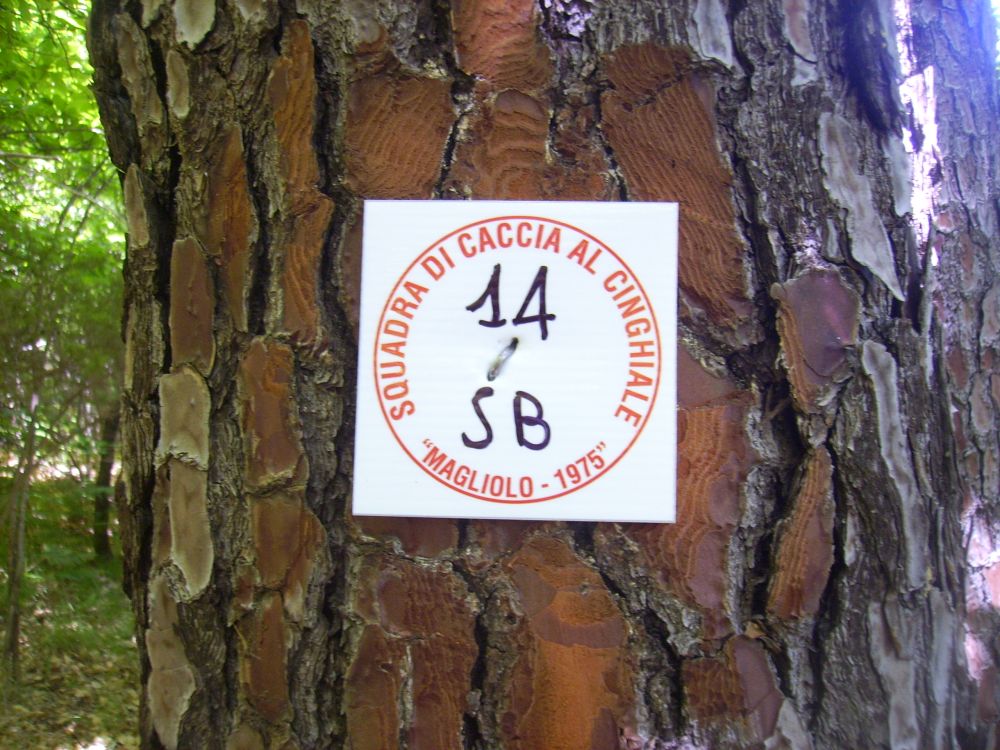 SQUADRA DI CACCIA AL CINGHIALE
14
SB
"MAGLIOLO - 1975"